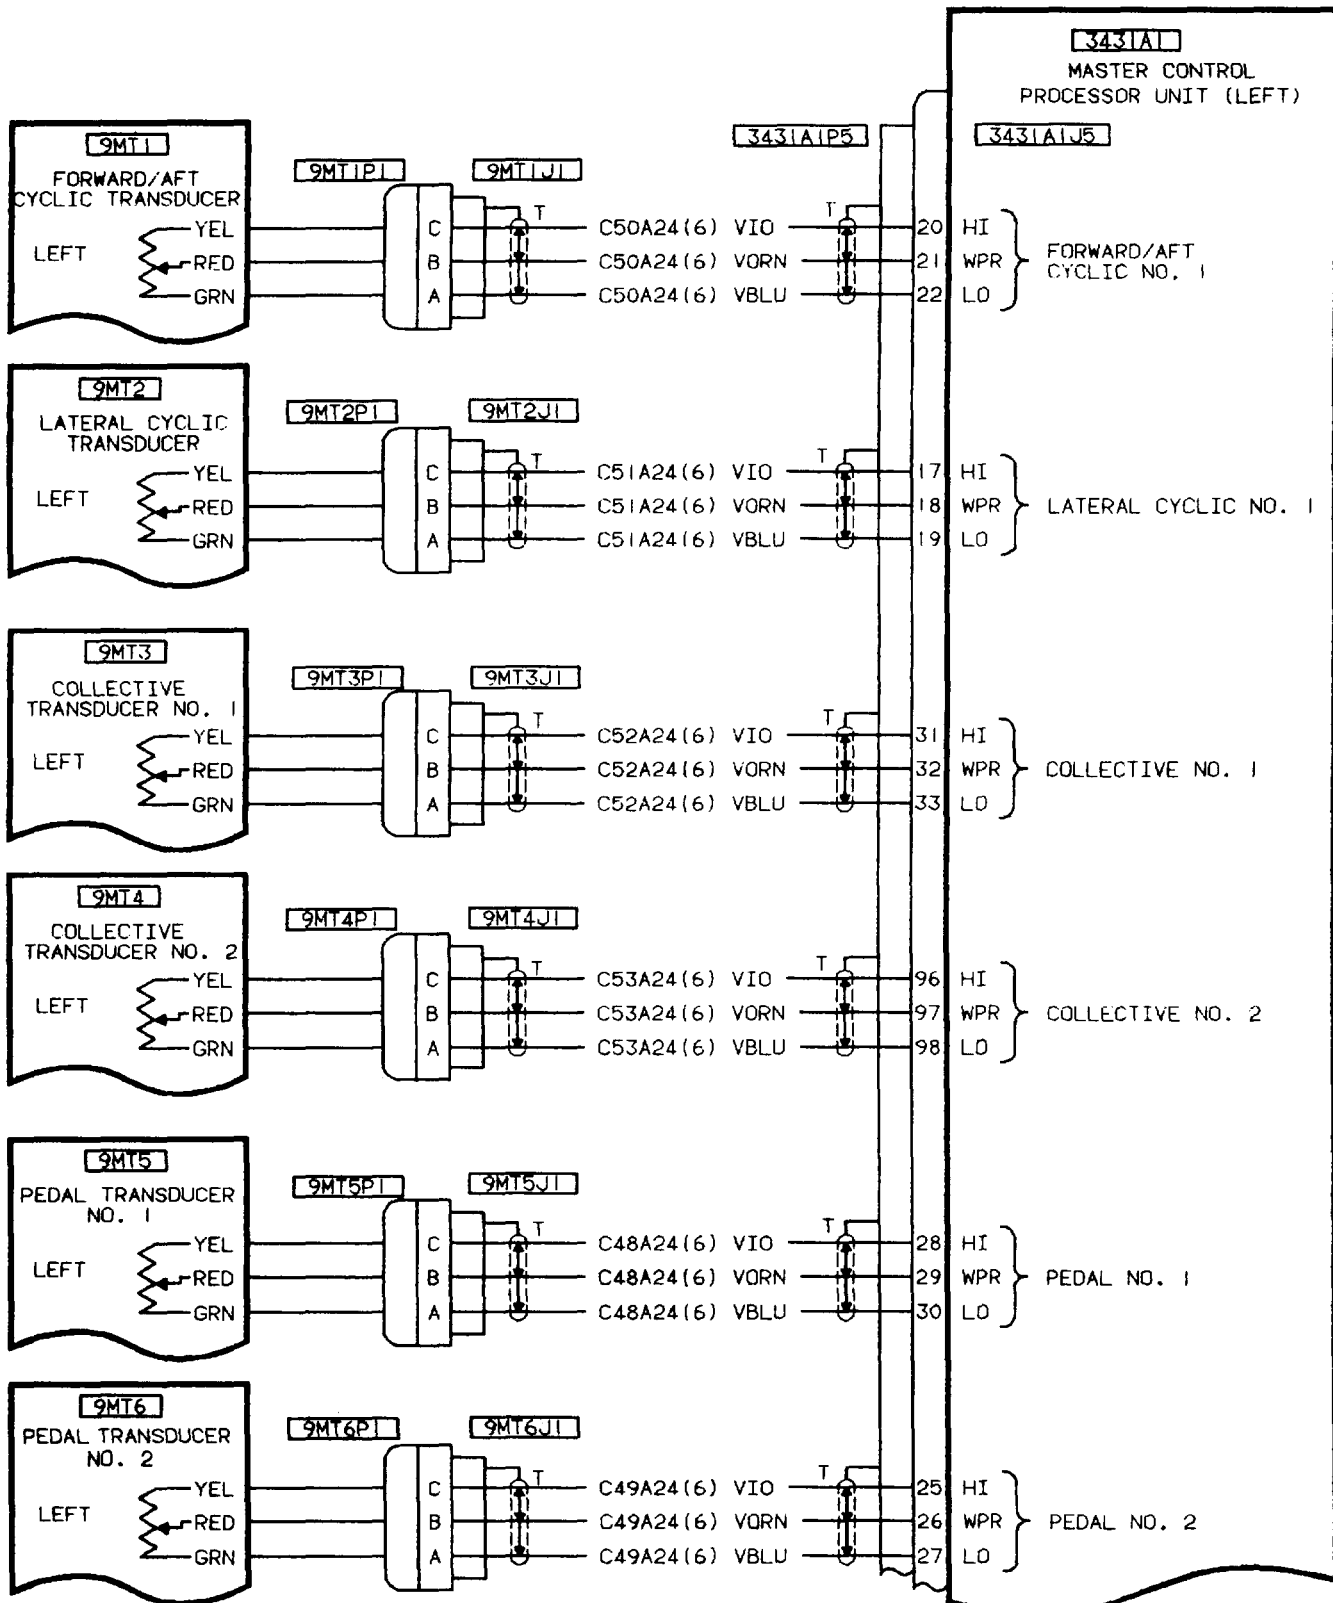 3431A1
MASTER CONTROL
PROCESSOR UNIT (LEFT)
3431A1P5
3431A1J5
9MT1
FORWARD/AFT
CYCLIC TRANSDUCER
LEFT
YEL
RED
GRN
9MT1P1
9MT1J1
C
B
A
T
C50A24(6) VIO
C50A24(6) VORN
C50A24(6) VBLU
T
20 HI
21 WPR
22 LO
FORWARD/AFT
CYCLIC NO. 1
9MT2
LATERAL CYCLIC
TRANSDUCER
LEFT
YEL
RED
GRN
9MT2P1
9MT2J1
C
B
A
T
C51A24(6) VIO
C51A24(6) VORN
C51A24(6) VBLU
T
17 HI
18 WPR
19 LO
LATERAL CYCLIC NO. 1
9MT3
COLLECTIVE
TRANSDUCER NO. 1
LEFT
YEL
RED
GRN
9MT3P1
9MT3J1
C
B
A
T
C52A24(6) VIO
C52A24(6) VORN
C52A24(6) VBLU
T
31 HI
32 WPR
33 LO
COLLECTIVE NO. 1
9MT4
COLLECTIVE
TRANSDUCER NO. 2
LEFT
YEL
RED
GRN
9MT4P1
9MT4J1
C
B
A
T
C53A24(6) VIO
C53A24(6) VORN
C53A24(6) VBLU
T
96 HI
97 WPR
98 LO
COLLECTIVE NO. 2
9MT5
PEDAL TRANSDUCER
NO. 1
LEFT
YEL
RED
GRN
9MT5P1
9MT5J1
C
B
A
T
C48A24(6) VIO
C48A24(6) VORN
C48A24(6) VBLU
T
28 HI
29 WPR
30 LO
PEDAL NO. 1
9MT6
PEDAL TRANSDUCER
NO. 2
LEFT
YEL
RED
GRN
9MT6P1
9MT6J1
C
B
A
T
C49A24(6) VIO
C49A24(6) VORN
C49A24(6) VBLU
T
25 HI
26 WPR
27 LO
PEDAL NO. 2